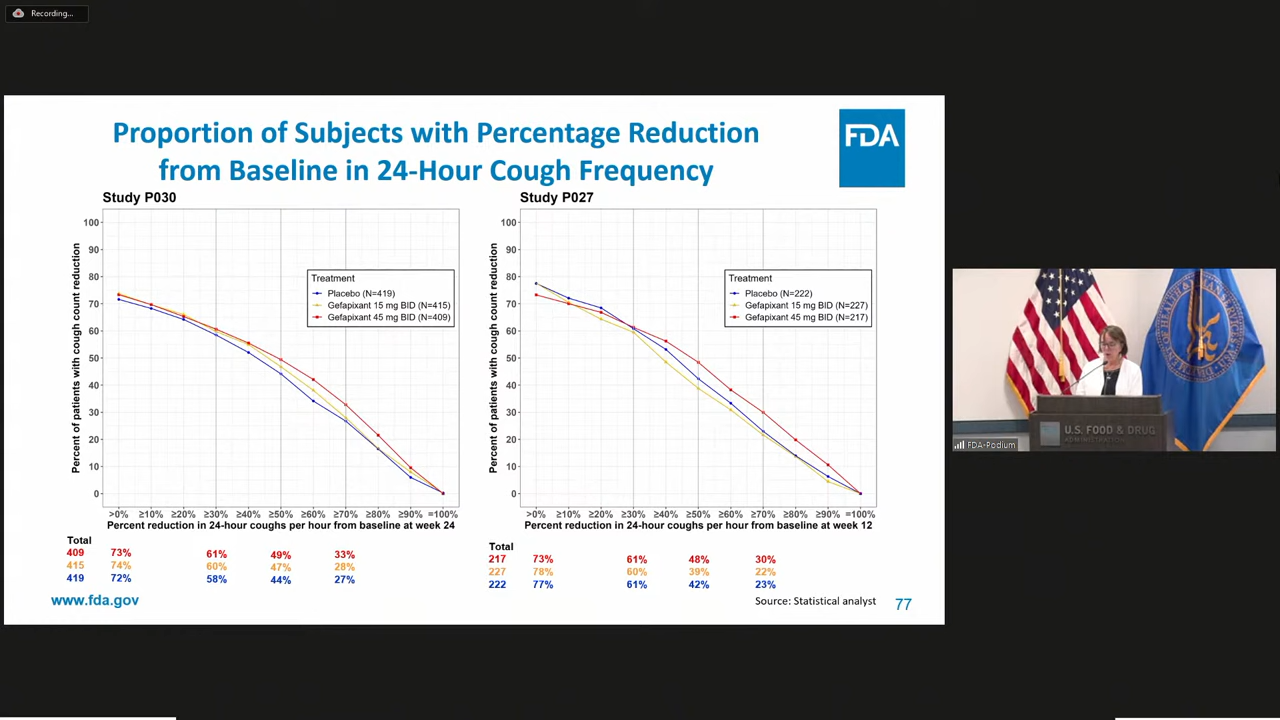 Recording...
Proportion of Subjects with Percentage Reduction
from Baseline in 24-Hour Cough Frequency
FDA
Study P030
Percent of patients with cough count reduction
100
90
80
70
60
50
40
30
20
10
0
Treatment
Placebo (N=419)
Gefapixant 15 mg BID (N=415)
Gefapixant 45 mg BID (N=409)
>0% ≥10% ≥20% ≥30% ≥40% ≥50% ≥60% ≥70% ≥80% ≥90% =100%
Percent reduction in 24-hour coughs per hour from baseline at week 24
Total
409 73% 61% 49% 33%
415 74% 60% 47% 28%
419 72% 58% 44% 27%
Study P027
Percent of patients with cough count reduction
100
90
80
70
60
50
40
30
20
10
0
Treatment
Placebo (N=222)
Gefapixant 15 mg BID (N=227)
Gefapixant 45 mg BID (N=217)
>0% ≥10% ≥20% ≥30% ≥40% ≥50% ≥60% ≥70% ≥80% ≥90% =100%
Percent reduction in 24-hour coughs per hour from baseline at week 12
Total
217 73% 61% 48% 30%
227 78% 60% 39% 22%
222 77% 61% 42% 23%
www.fda.gov
Source: Statistical analyst
77
U.S. FOOD & DRUG
ADMINISTRATION
FDA-Podium